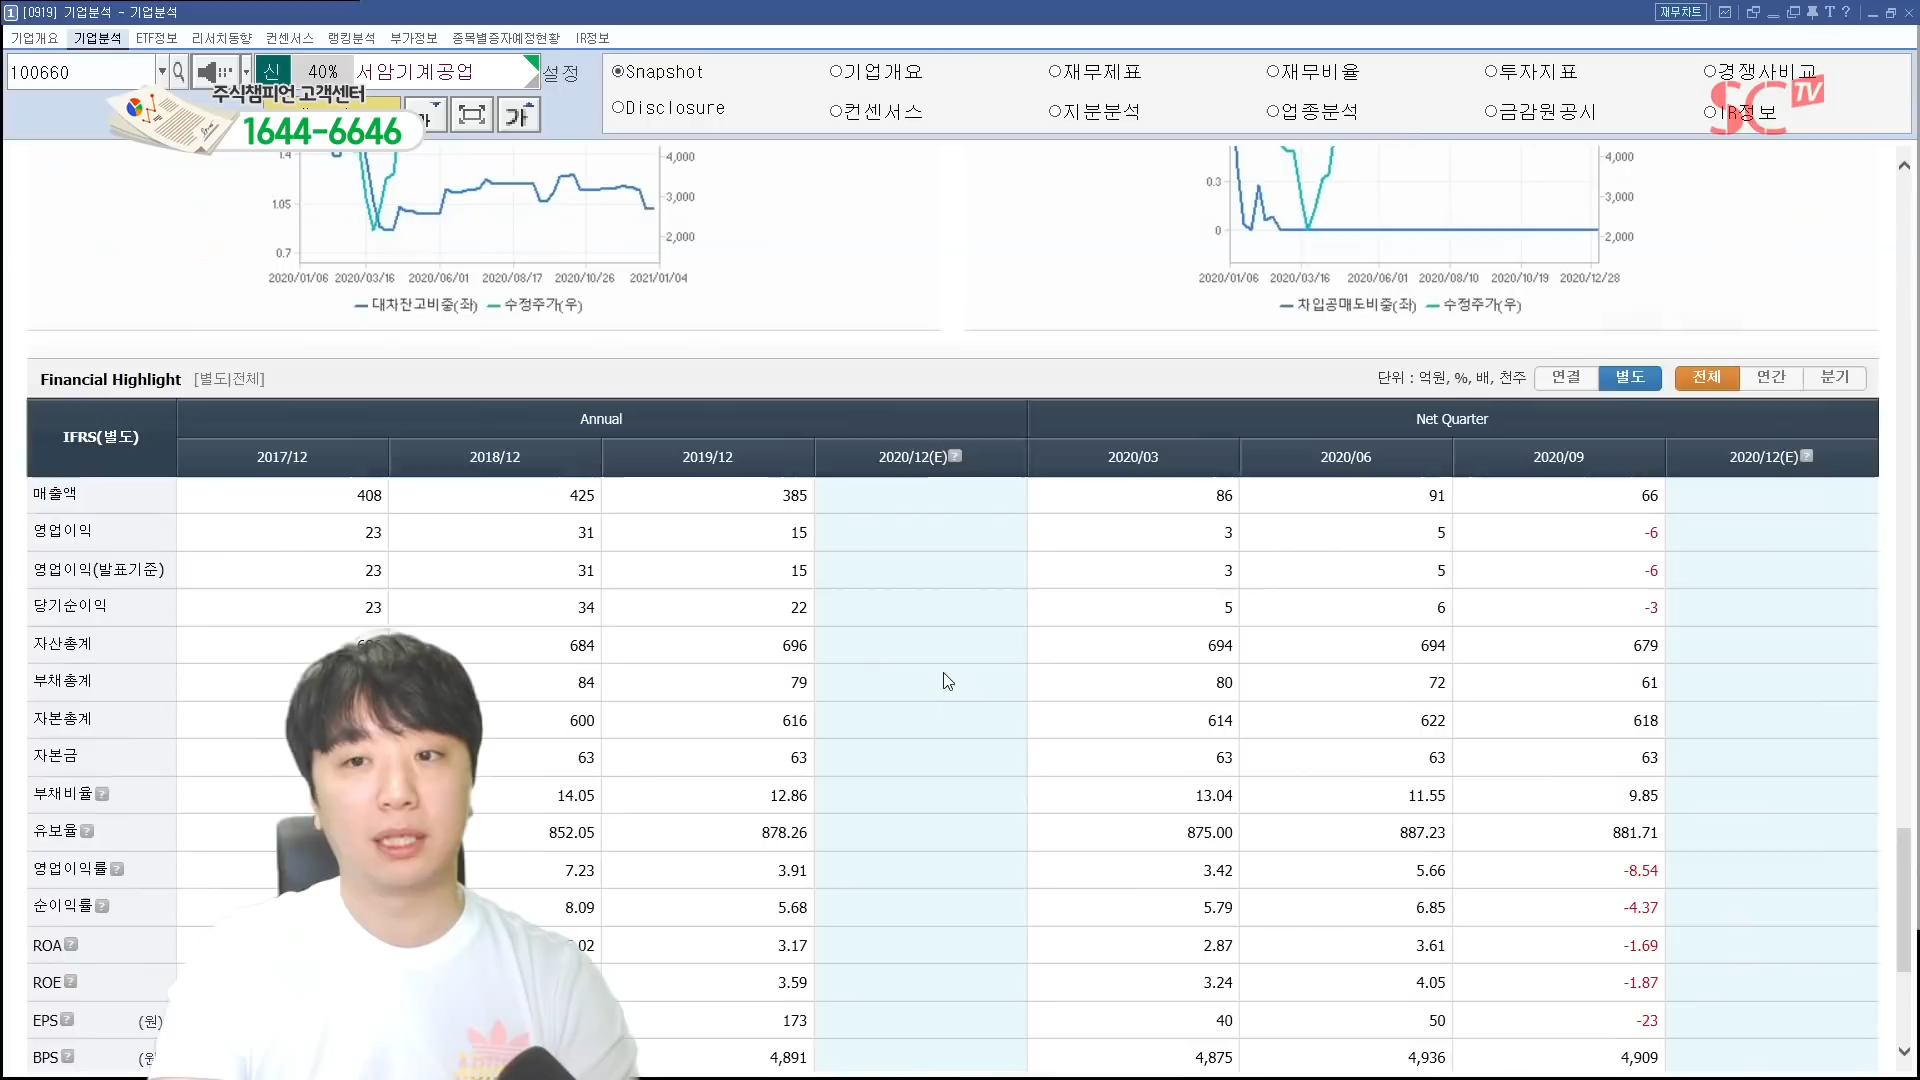 1 [0919] 기업분석 - 기업분석 재무차트 T ?
기업개요 기업분석 ETF정보 리서치동향 컨센서스 랭킹분석 부가정보 종목별증자예정현황 IR정보
100660 신 40% 서암기계공업 설정
Snapshot 기업개요 재무제표 재무비율 투자지표 경쟁사비교
Disclosure 컨센서스 지분분석 업종분석 금감원공시 IR정보
주식챔피언 고객센터
1644-6646
가
SC TV
1.4 4,000
1.05 3,000
0.7 2,000
2020/01/06 2020/03/16 2020/06/01 2020/08/17 2020/10/26 2021/01/04
대차잔고비중(좌) 수정주가(우)
4,000
0.3 3,000
0 2,000
2020/01/06 2020/03/16 2020/06/01 2020/08/10 2020/10/19 2020/12/28
차입공매도비중(좌) 수정주가(우)
Financial Highlight [별도|전체] 단위 : 억원, %, 배, 천주 연결 별도 전체 연간 분기
IFRS(별도) Annual Net Quarter
2017/12 2018/12 2019/12 2020/12(E) 2020/03 2020/06 2020/09 2020/12(E)
매출액 408 425 385 86 91 66
영업이익 23 31 15 3 5 -6
영업이익(발표기준) 23 31 15 3 5 -6
당기순이익 23 34 22 5 6 -3
자산총계 684 696 694 694 679
부채총계 84 79 80 72 61
자본총계 600 616 614 622 618
자본금 63 63 63 63 63
부채비율 14.05 12.86 13.04 11.55 9.85
유보율 852.05 878.26 875.00 887.23 881.71
영업이익률 7.23 3.91 3.42 5.66 -8.54
순이익률 8.09 5.68 5.79 6.85 -4.37
ROA 02 3.17 2.87 3.61 -1.69
ROE 3.59 3.24 4.05 -1.87
EPS (원) 173 40 50 -23
BPS 4,891 4,875 4,936 4,909